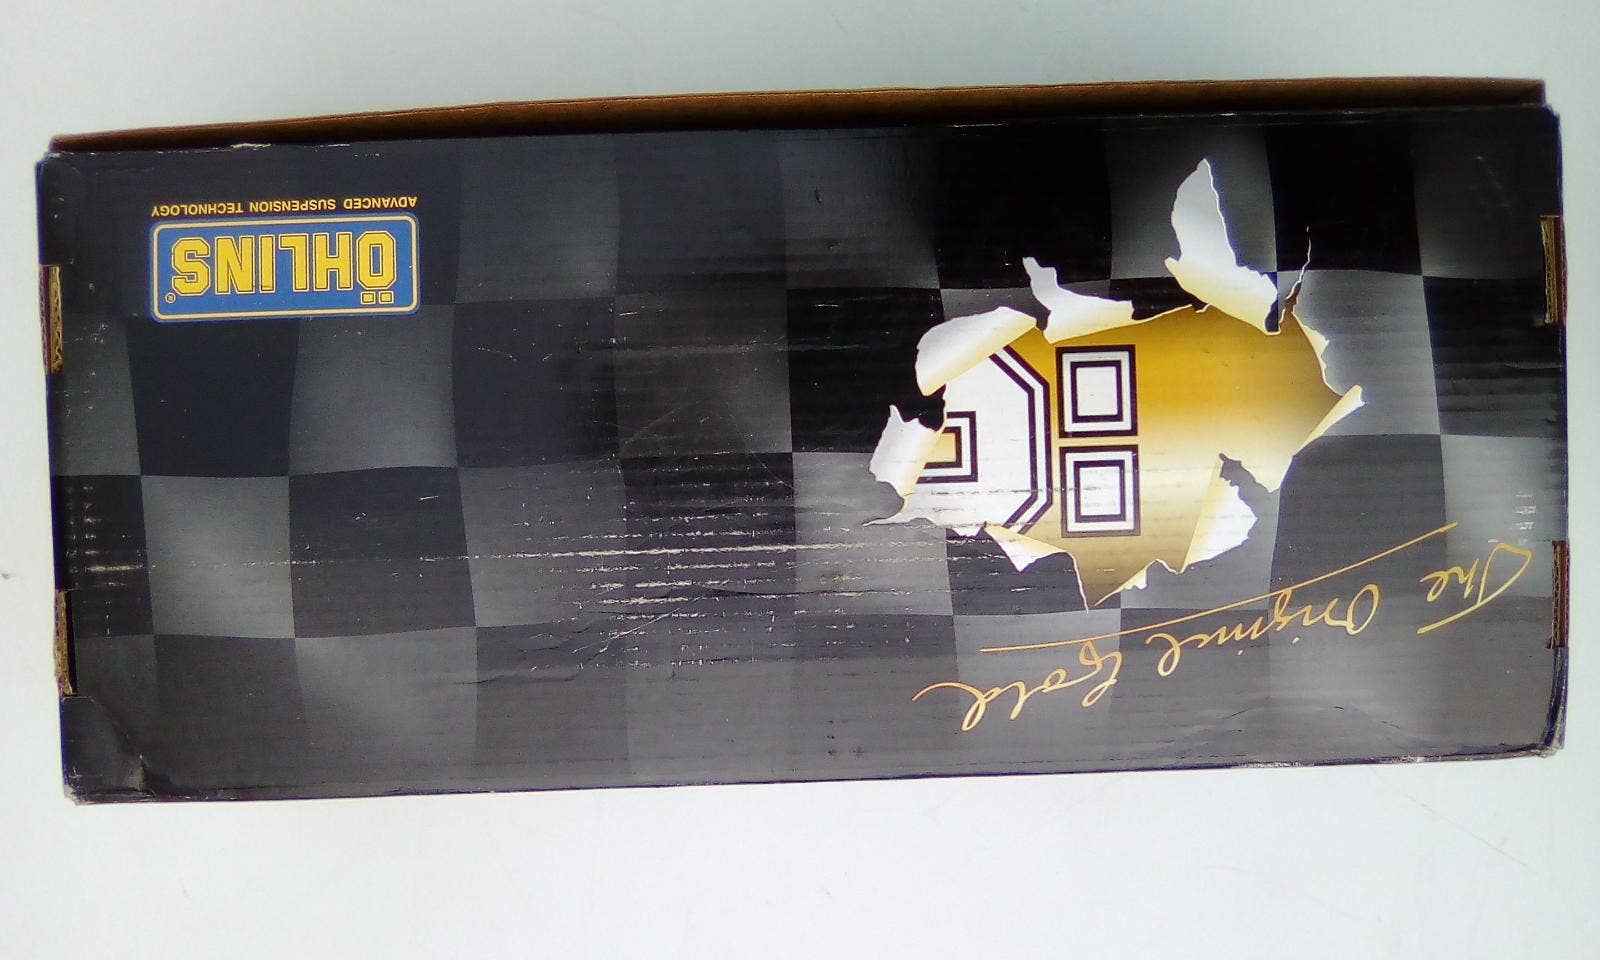 The Original Gold
ÖHLINS®
ADVANCED SUSPENSION TECHNOLOGY